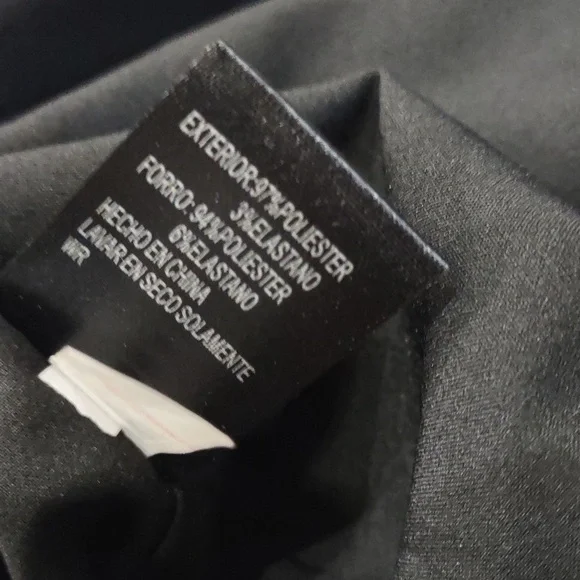 EXTERIOR:97%POLIESTER
3%ELASTANO
FORRO:94%POLIESTER
6%ELASTANO
HECHO EN CHINA
LAVAR EN SECO SOLAMENTE
WR